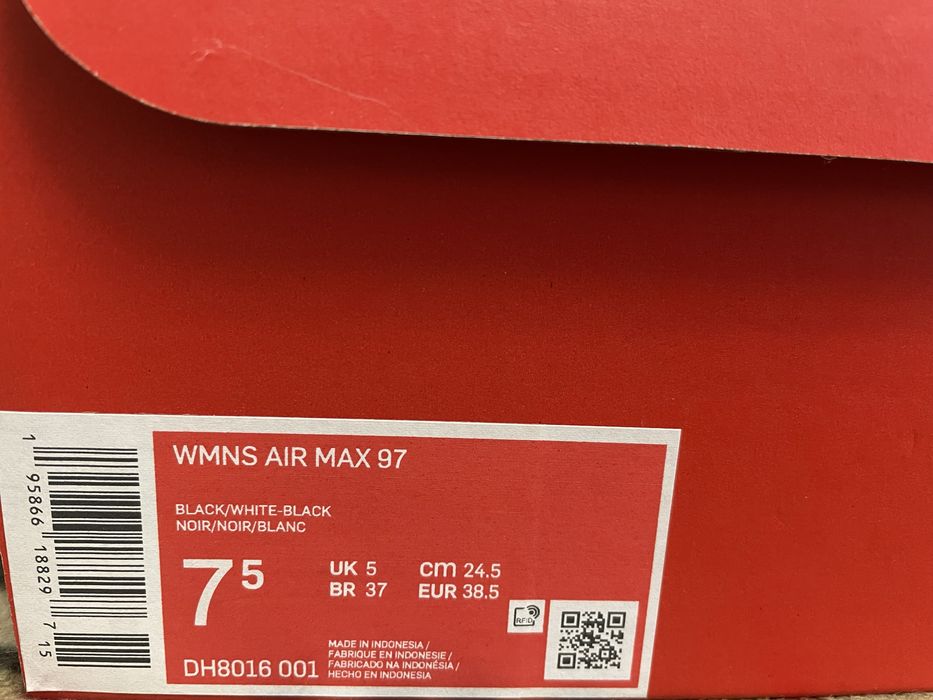 WMNS AIR MAX 97
BLACK/WHITE-BLACK
NOIR/NOIR/BLANC
7⁵
UK 5 cm 24.5
BR 37 EUR 38.5
RFID
MADE IN INDONESIA /
FABRIQUE EN INDONESIE /
FABRICADO NA INDONÉSIA /
HECHO EN INDONESIA
DH8016 001
1 95866 18829 7 15